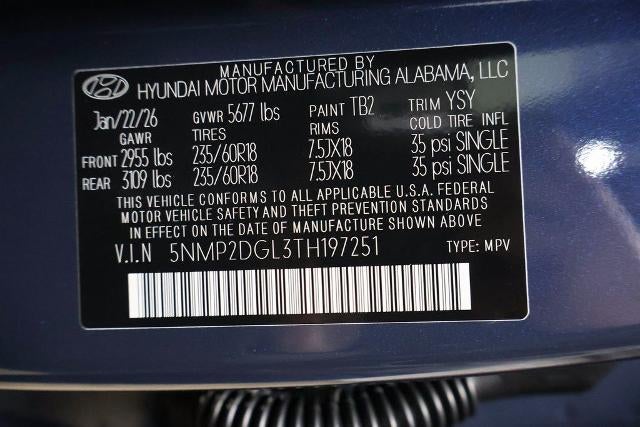 MANUFACTURED BY
HYUNDAI MOTOR MANUFACTURING ALABAMA, LLC
Jan/22/26 GVWR 5677 lbs PAINT TB2 TRIM YSY
GAWR TIRES RIMS COLD TIRE INFL
FRONT 2955 lbs 235/60R18 7.5JX18 35 psi SINGLE
REAR 3109 lbs 235/60R18 7.5JX18 35 psi SINGLE
THIS VEHICLE CONFORMS TO ALL APPLICABLE U.S.A. FEDERAL
MOTOR VEHICLE SAFETY AND THEFT PREVENTION STANDARDS
IN EFFECT ON THE DATE OF MANUFACTURE SHOWN ABOVE
V.I.N 5NMP2DGL3TH197251 TYPE: MPV